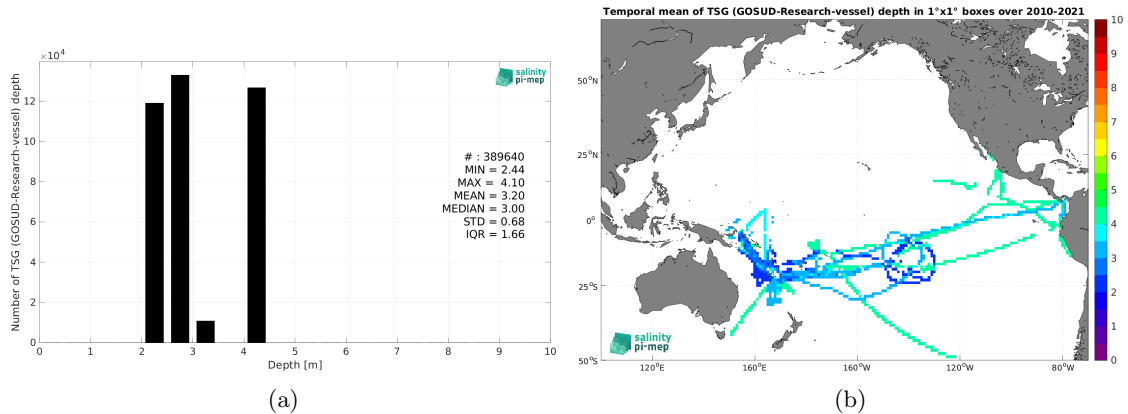 ×10⁴
12
10
8
6
4
2
0
0 1 2 3 4 5 6 7 8 9 10
Number of TSG (GOSUD-Research-vessel) depth
Depth [m]
salinity
pi-mep
# : 389640
MIN = 2.44
MAX = 4.10
MEAN = 3.20
MEDIAN = 3.00
STD = 0.68
IQR = 1.66
(a)
Temporal mean of TSG (GOSUD-Research-vessel) depth in 1°x1° boxes over 2010-2021
50°N
25°N
0°
25°S
50°S
120°E 160°E 160°W 120°W 80°W
salinity
pi-mep
10
9
8
7
6
5
4
3
2
1
0
(b)